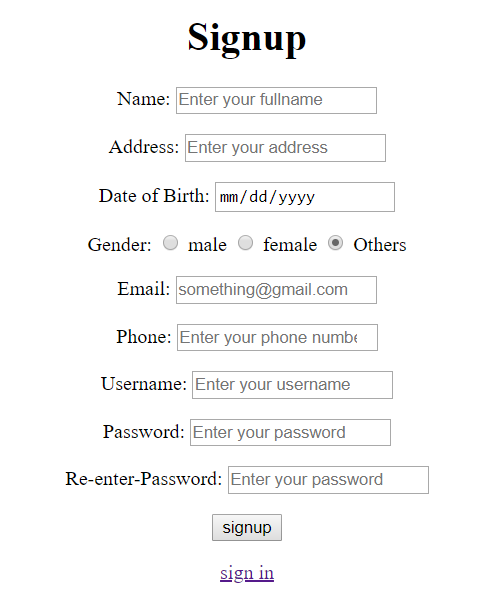 Signup
Name: Enter your fullname
Address: Enter your address
Date of Birth: mm/dd/yyyy
Gender: male female Others
Email: something@gmail.com
Phone: Enter your phone numbe
Username: Enter your username
Password: Enter your password
Re-enter-Password: Enter your password
signup
sign in